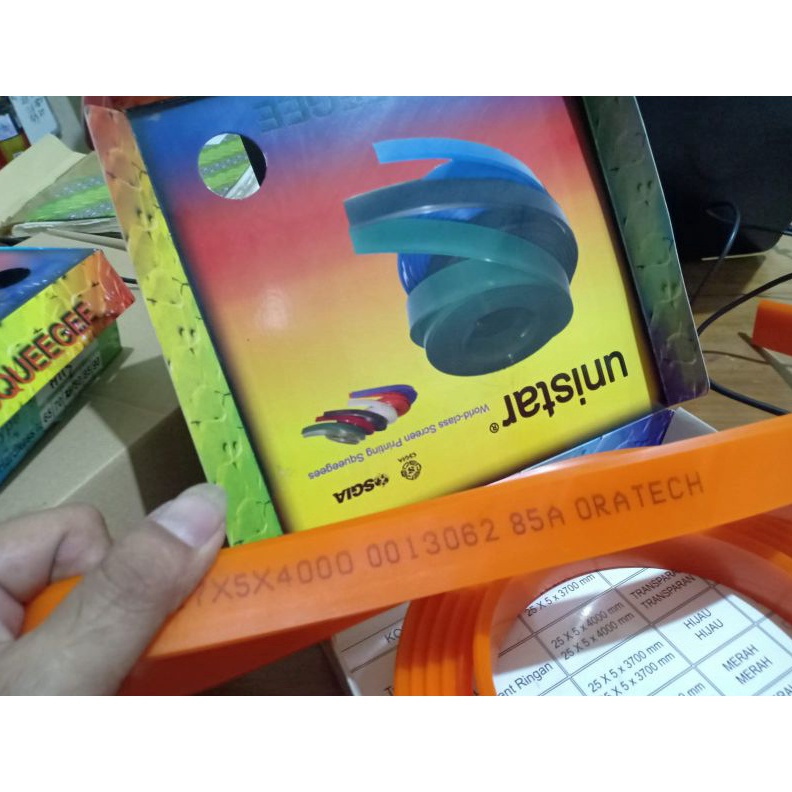 SQUEEGEE
unistar®
World-class Screen Printing Squeegees
SGIA
X5X4000 0013062 85A ORATECH
25 X 5 x 3700 mm
25 X 5 x 4000 mm
25 X 5 x 4000 mm
25 X 5 x 3700 mm
X 5 x 3700 mm
TRANSPARAN
TRANSPARAN
HIJAU
HIJAU
MERAH
MERAH
Ringan